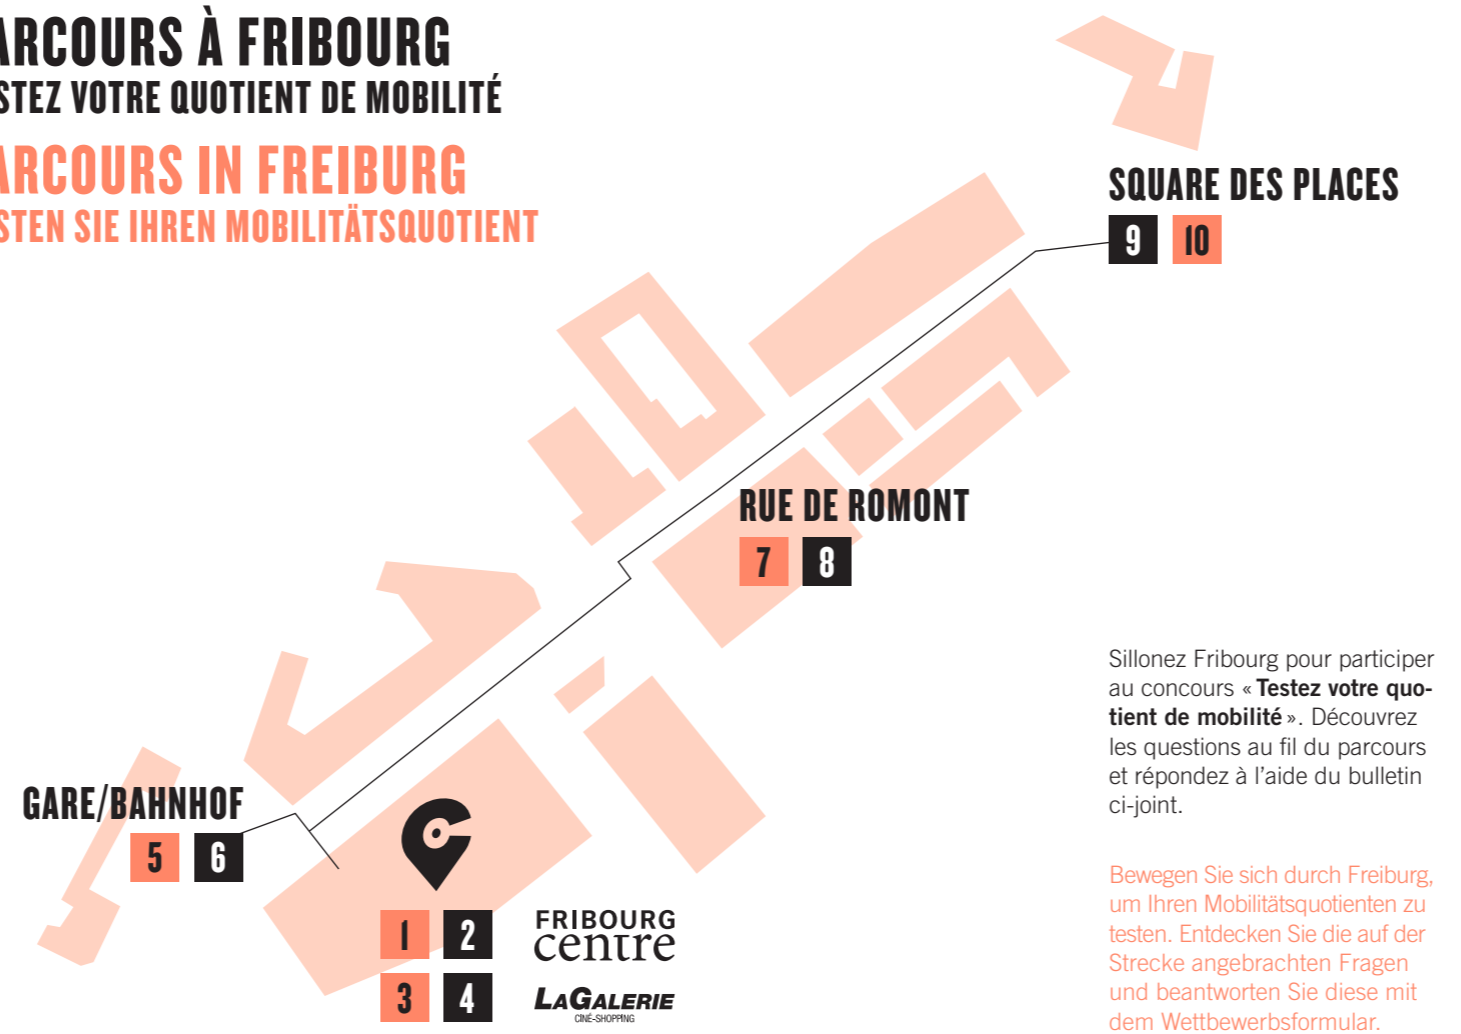 ARCOURS À FRIBOURG
STEZ VOTRE QUOTIENT DE MOBILITÉ
ARCOURS IN FREIBURG
STEN SIE IHREN MOBILITÄTSQUOTIENT
SQUARE DES PLACES
9 10
RUE DE ROMONT
7 8
GARE/BAHNHOF
5 6
1 2
3 4
FRIBOURG
centre
LAGALERIE
CINÉ-SHOPPING
Sillonez Fribourg pour participer
au concours « Testez votre quo-
tient de mobilité ». Découvrez
les questions au fil du parcours
et répondez à l’aide du bulletin
ci-joint.
Bewegen Sie sich durch Freiburg,
um Ihren Mobilitätsquotienten zu
testen. Entdecken Sie die auf der
Strecke angebrachten Fragen
und beantworten Sie diese mit
dem Wettbewerbsformular.